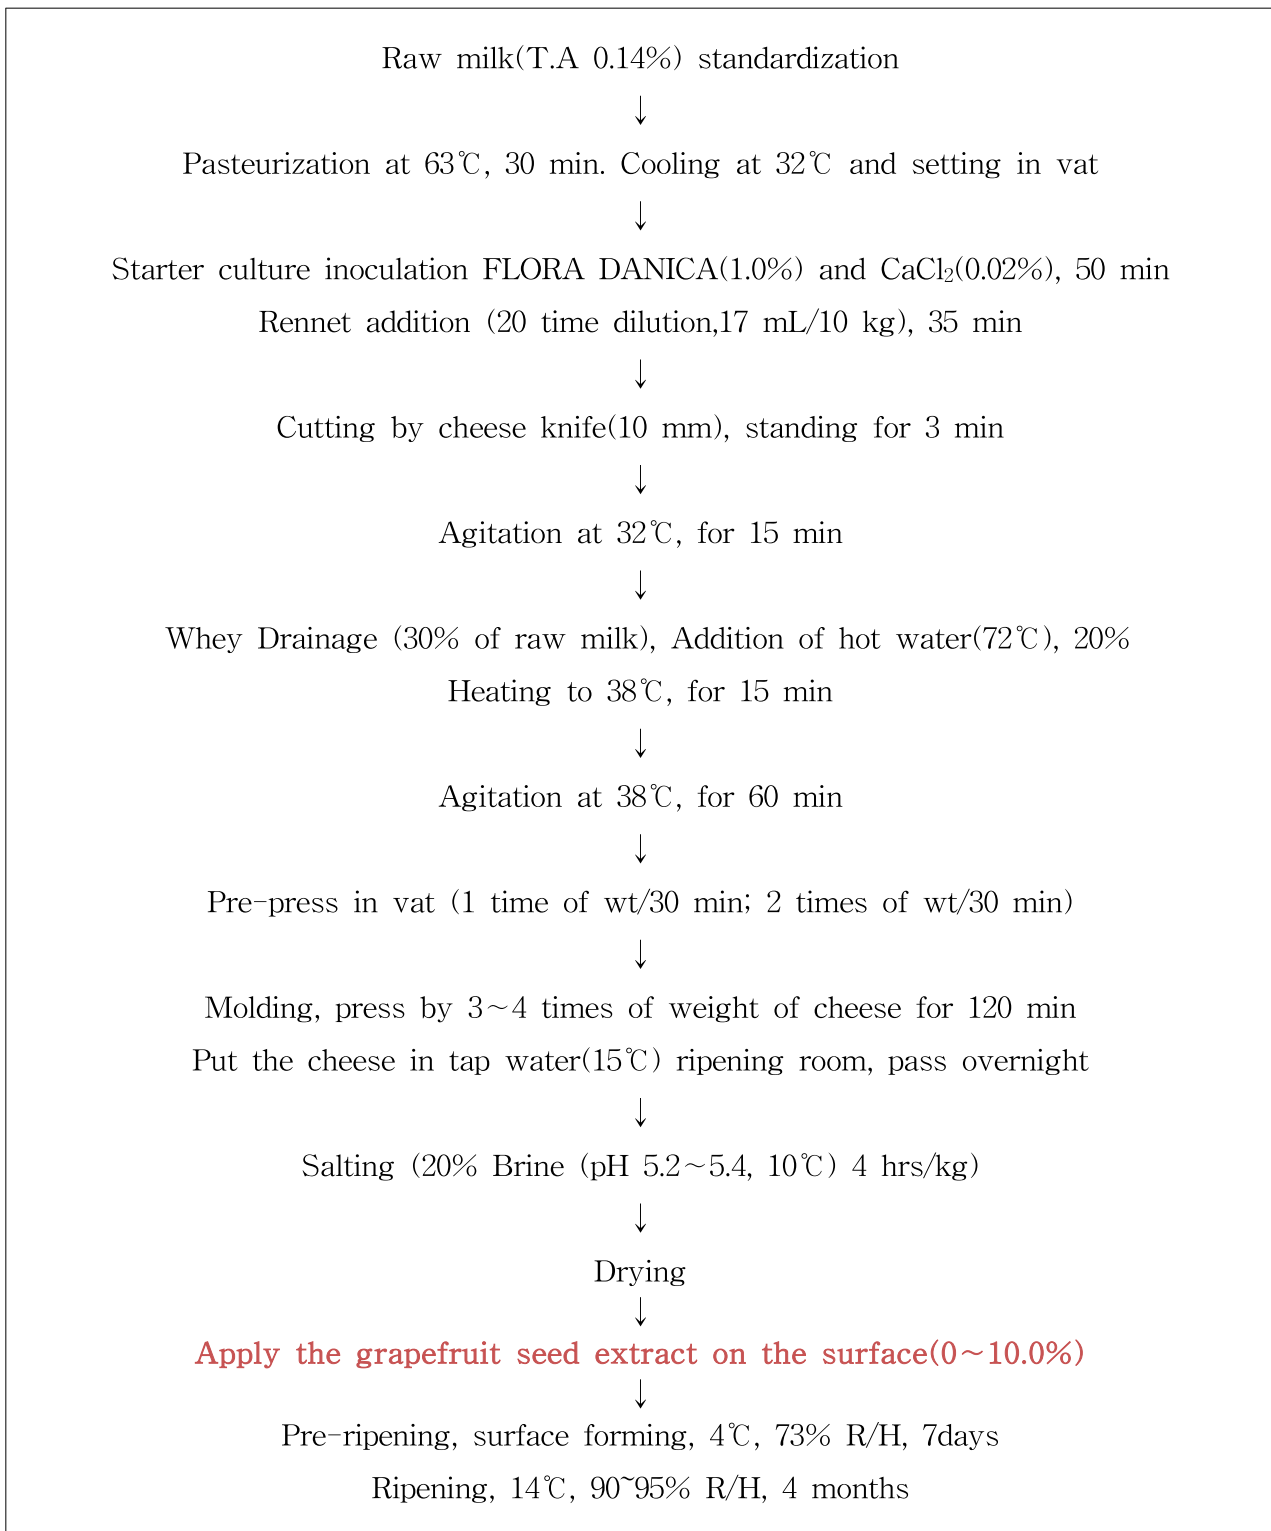 Raw milk(T.A 0.14%) standardization
↓
Pasteurization at 63℃, 30 min. Cooling at 32℃ and setting in vat
↓
Starter culture inoculation FLORA DANICA(1.0%) and CaCl₂(0.02%), 50 min
Rennet addition (20 time dilution,17 mL/10 kg), 35 min
↓
Cutting by cheese knife(10 mm), standing for 3 min
↓
Agitation at 32℃, for 15 min
↓
Whey Drainage (30% of raw milk), Addition of hot water(72℃), 20%
Heating to 38℃, for 15 min
↓
Agitation at 38℃, for 60 min
↓
Pre-press in vat (1 time of wt/30 min; 2 times of wt/30 min)
↓
Molding, press by 3∼4 times of weight of cheese for 120 min
Put the cheese in tap water(15℃) ripening room, pass overnight
↓
Salting (20% Brine (pH 5.2∼5.4, 10℃) 4 hrs/kg)
↓
Drying
↓
Apply the grapefruit seed extract on the surface(0∼10.0%)
↓
Pre-ripening, surface forming, 4℃, 73% R/H, 7days
Ripening, 14℃, 90~95% R/H, 4 months